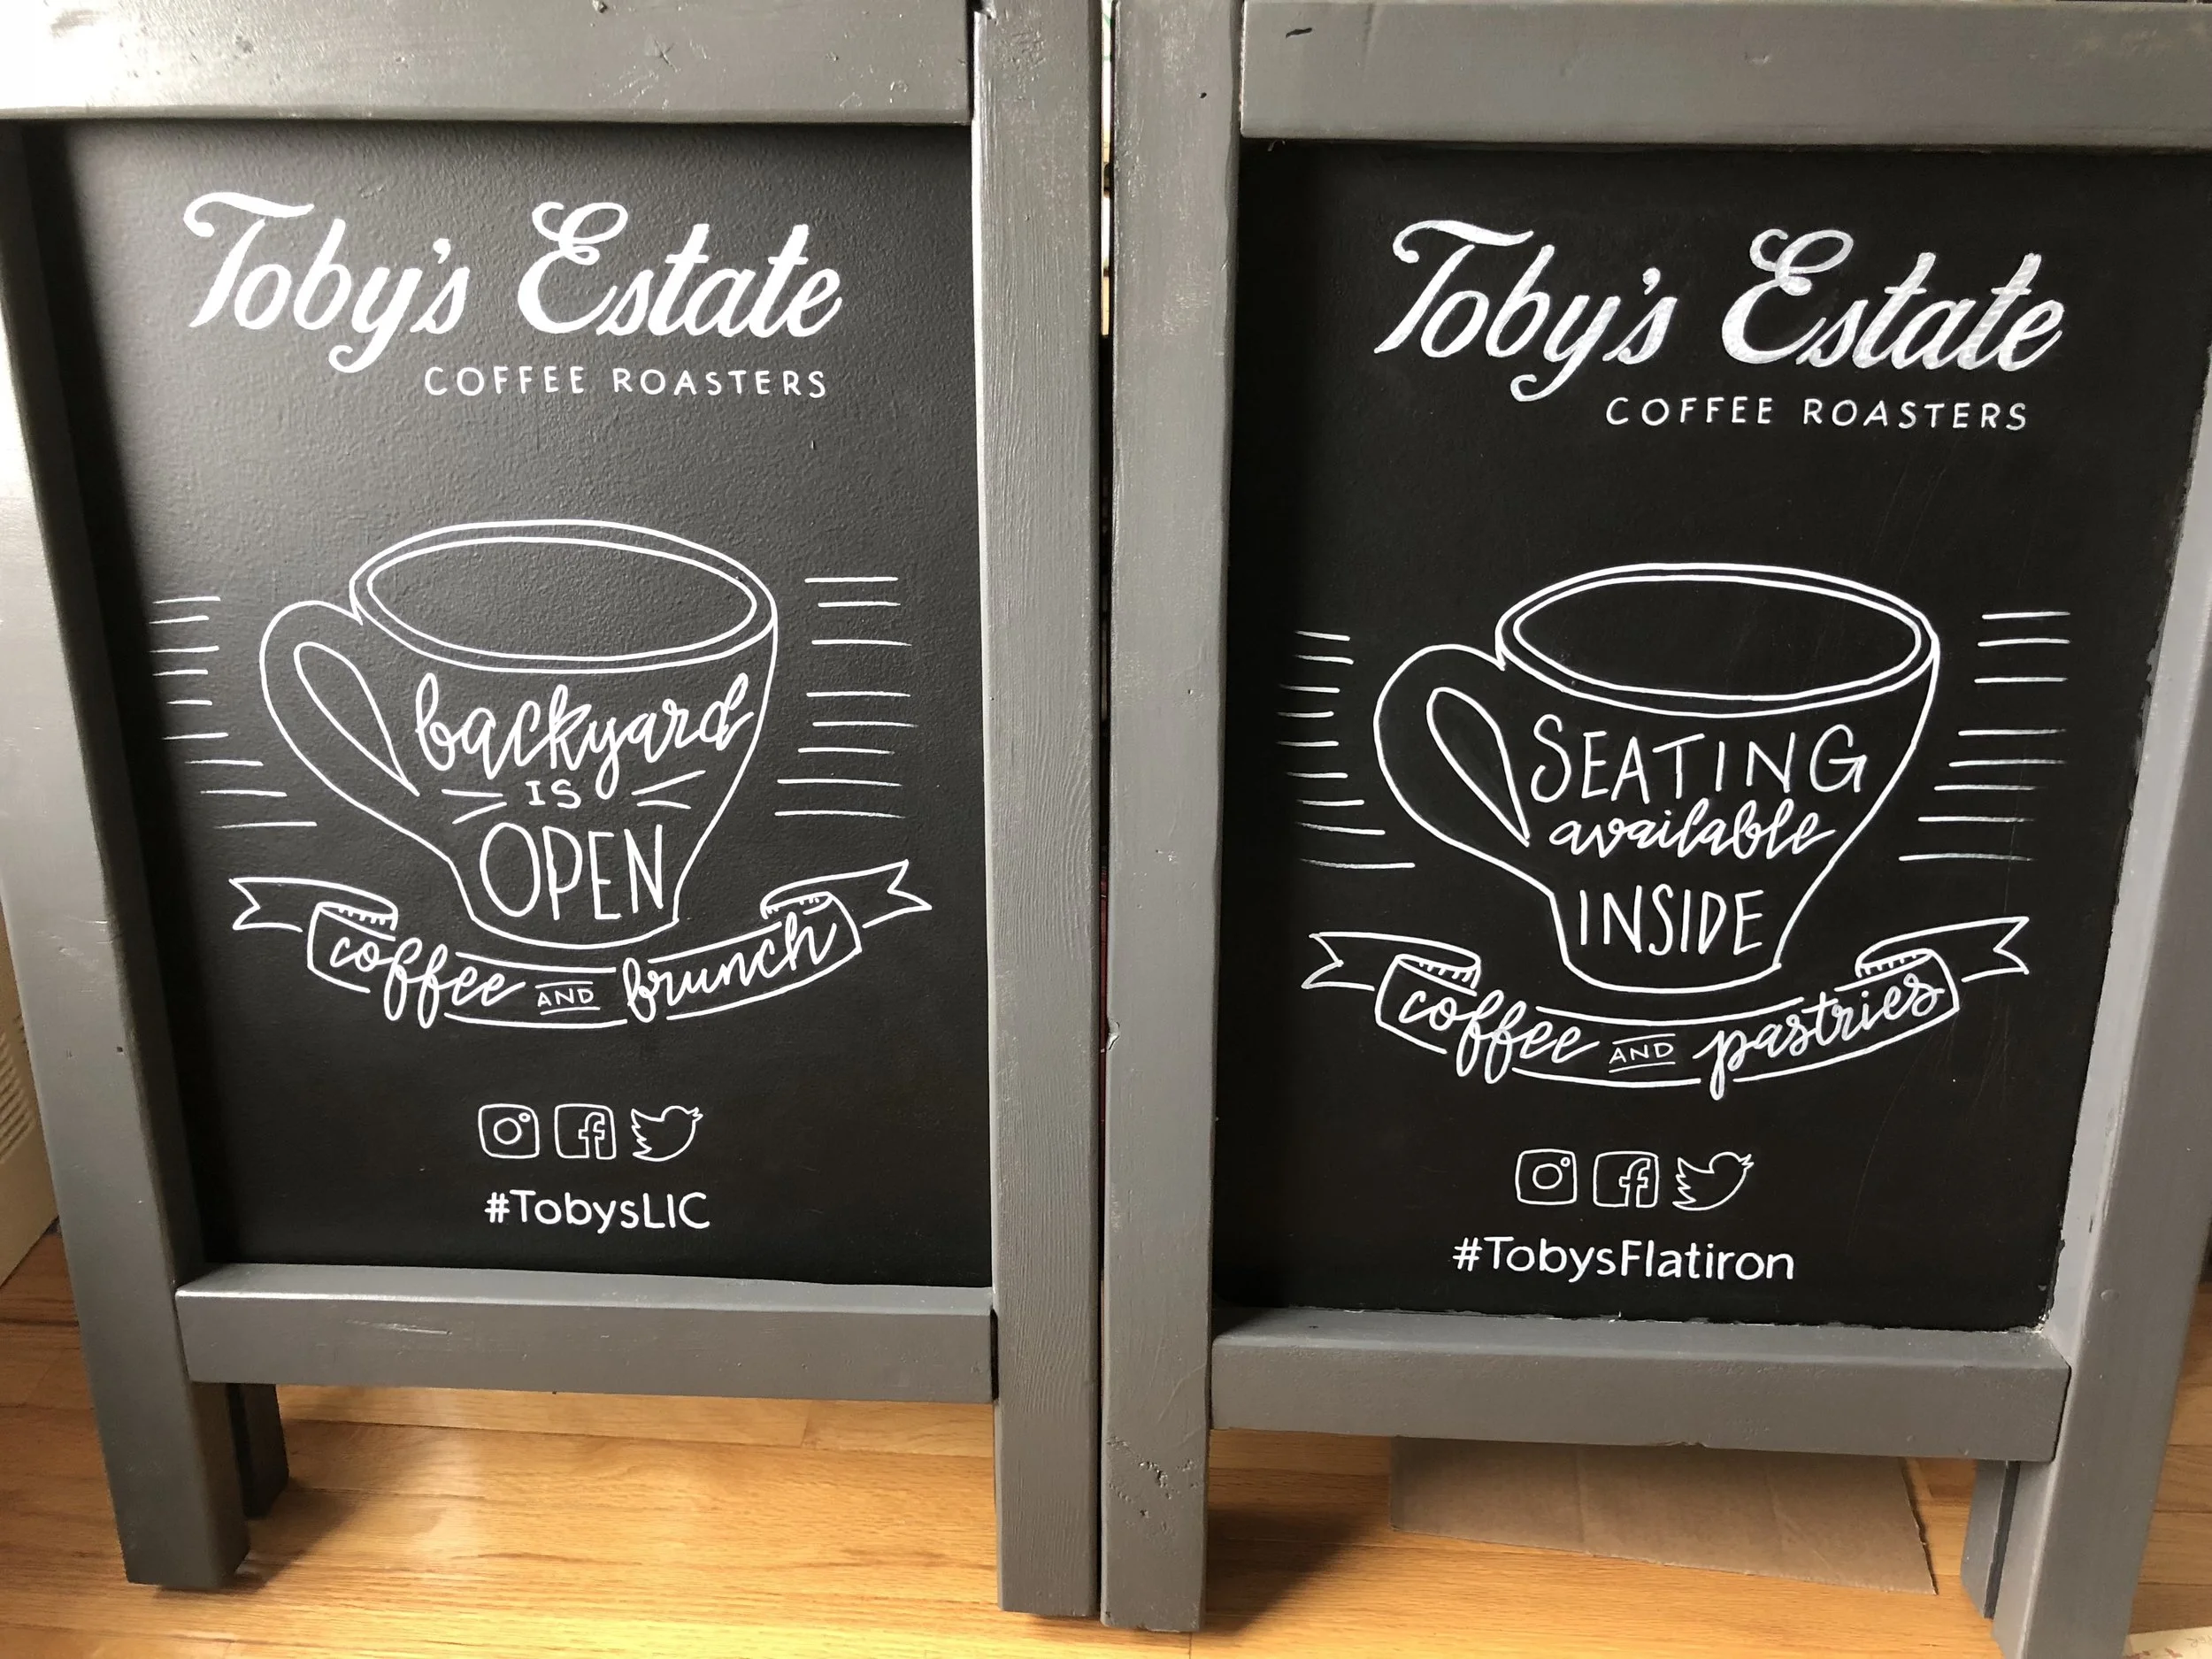 Toby's Estate
COFFEE ROASTERS
backyard
IS
OPEN
coffee AND brunch
#TobysLIC
Toby's Estate
COFFEE ROASTERS
SEATING
available
INSIDE
coffee AND pastries
#TobysFlatiron